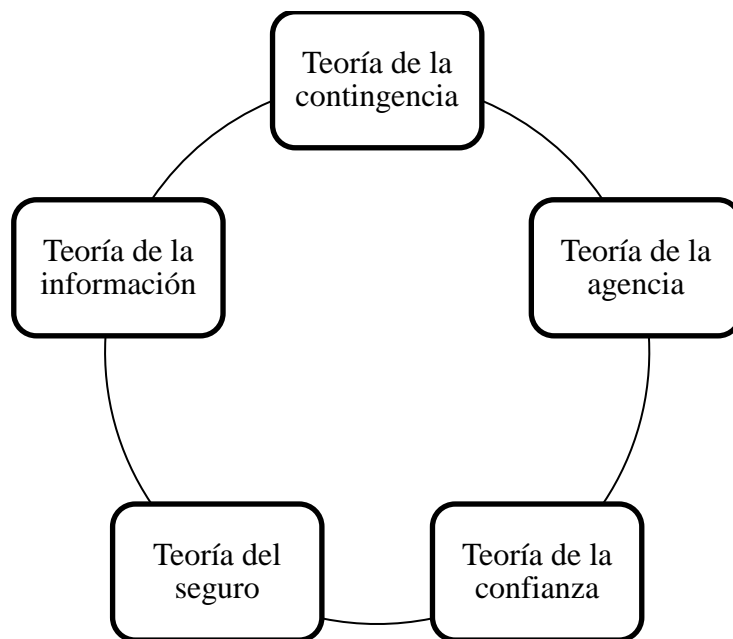 Teoría de la
contingencia
Teoría de la
información
Teoría de la
agencia
Teoría del
seguro
Teoría de la
confianza